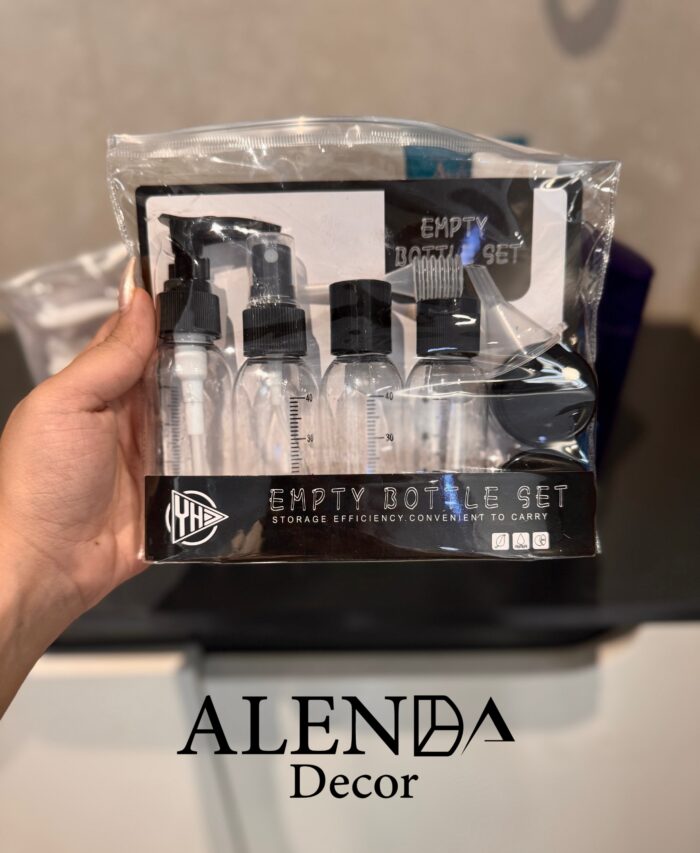 EMPTY
BOTTLE SET
40
40
30
30
YH
EMPTY BOTTLE SET
STORAGE EFFICIENCY.CONVENIENT TO CARRY
ALENDA
Decor